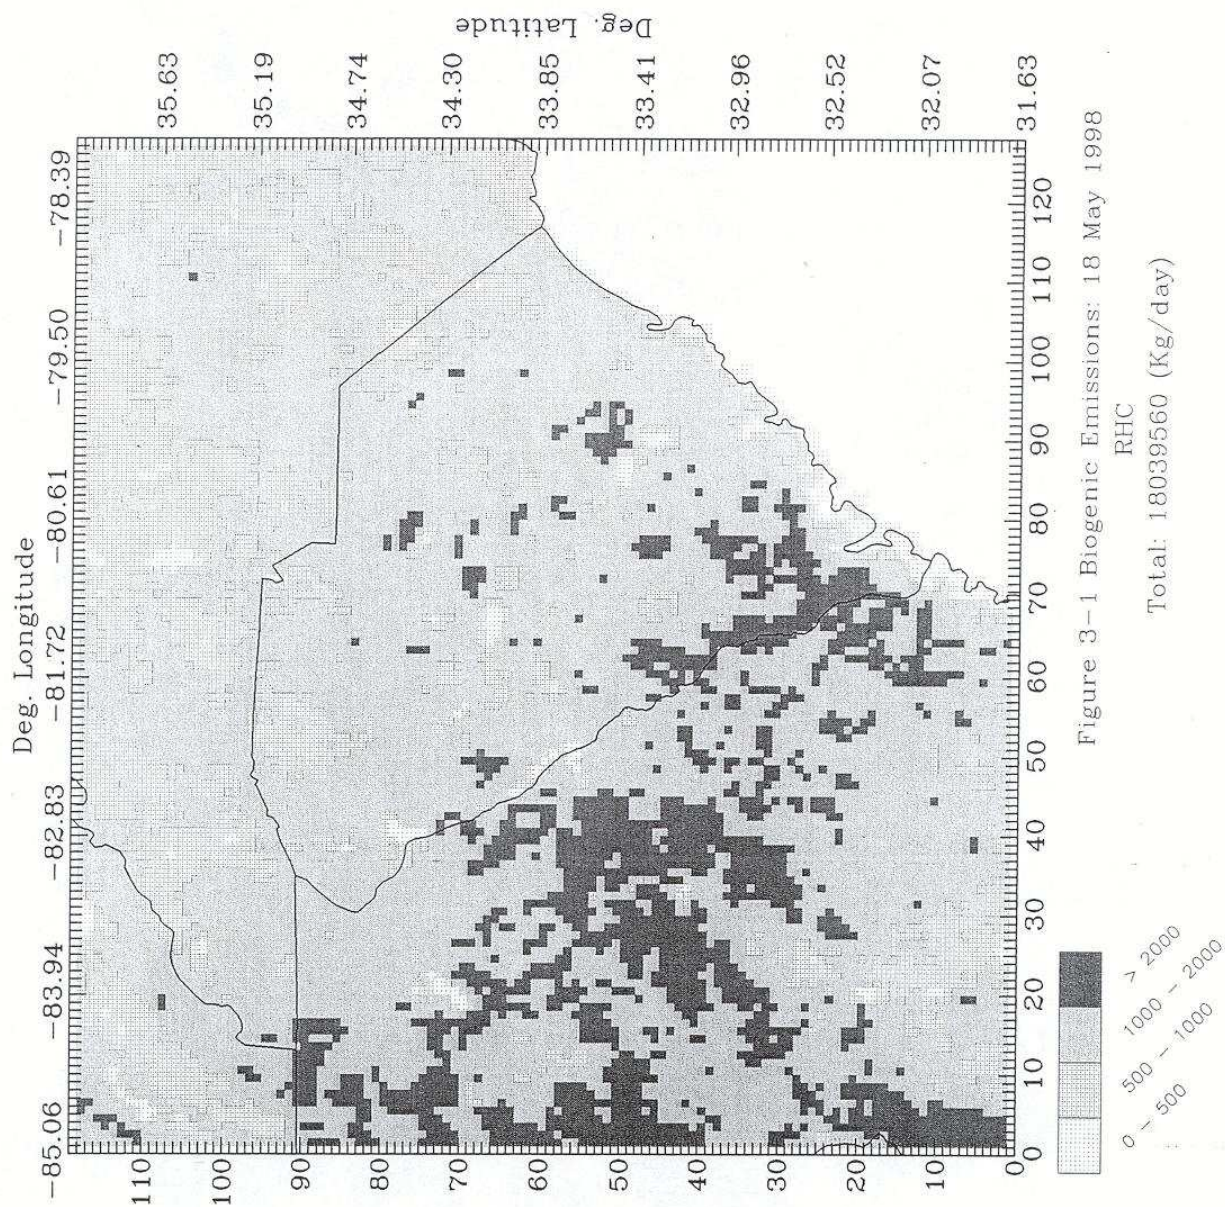 Deg. Longitude
-85.06 -83.94 -82.83 -81.72 -80.61 -79.50 -78.39
110
100
90
80
70
60
50
40
30
20
10
0
35.63
35.19
34.74
34.30
33.85
33.41
32.96
32.52
32.07
31.63
Deg. Latitude
0 10 20 30 40 50 60 70 80 90 100 110 120
Figure 3-1 Biogenic Emissions: 18 May 1998
RHC
Total: 18039560 (Kg/day)
0 - 500
500 - 1000
1000 - 2000
> 2000